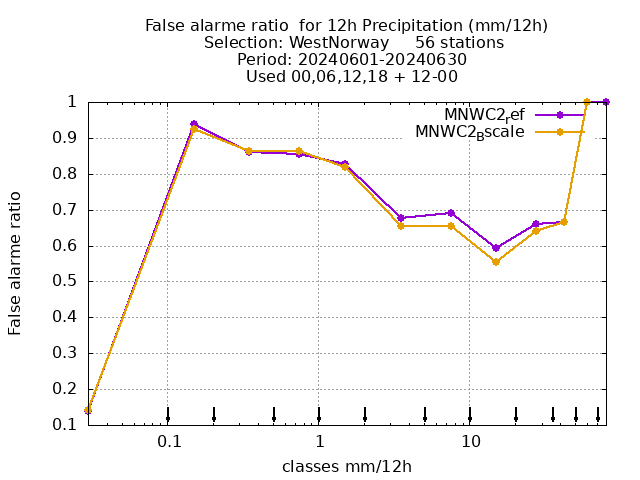 False alarme ratio  for 12h Precipitation (mm/12h)
Selection: WestNorway     56 stations
Period: 20240601-20240630
Used 00,06,12,18 + 12-00
MNWC2_ref
MNWC2_Bscale
1
0.9
0.8
0.7
0.6
0.5
0.4
0.3
0.2
0.1
False alarme ratio
0.1
1
10
classes mm/12h